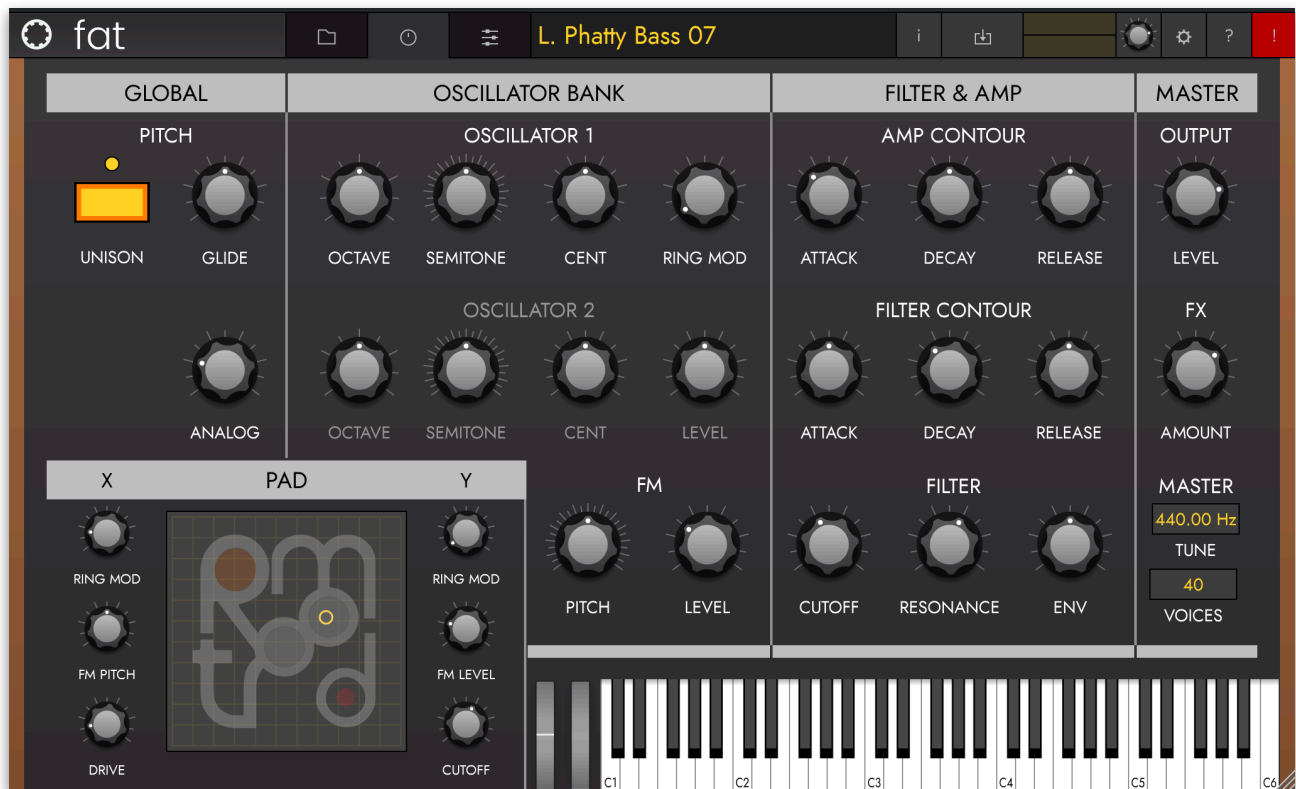 fat
L. Phatty Bass 07
i
?
!
GLOBAL
OSCILLATOR BANK
FILTER & AMP
MASTER
PITCH
OSCILLATOR 1
AMP CONTOUR
OUTPUT
UNISON
GLIDE
OCTAVE
SEMITONE
CENT
RING MOD
ATTACK
DECAY
RELEASE
LEVEL
OSCILLATOR 2
FILTER CONTOUR
FX
ANALOG
OCTAVE
SEMITONE
CENT
LEVEL
ATTACK
DECAY
RELEASE
AMOUNT
X
PAD
Y
FM
FILTER
MASTER
440.00 Hz
TUNE
RING MOD
RING MOD
40
PITCH
LEVEL
CUTOFF
RESONANCE
ENV
VOICES
FM PITCH
FM LEVEL
DRIVE
CUTOFF
C1
C2
C3
C4
C5
C6